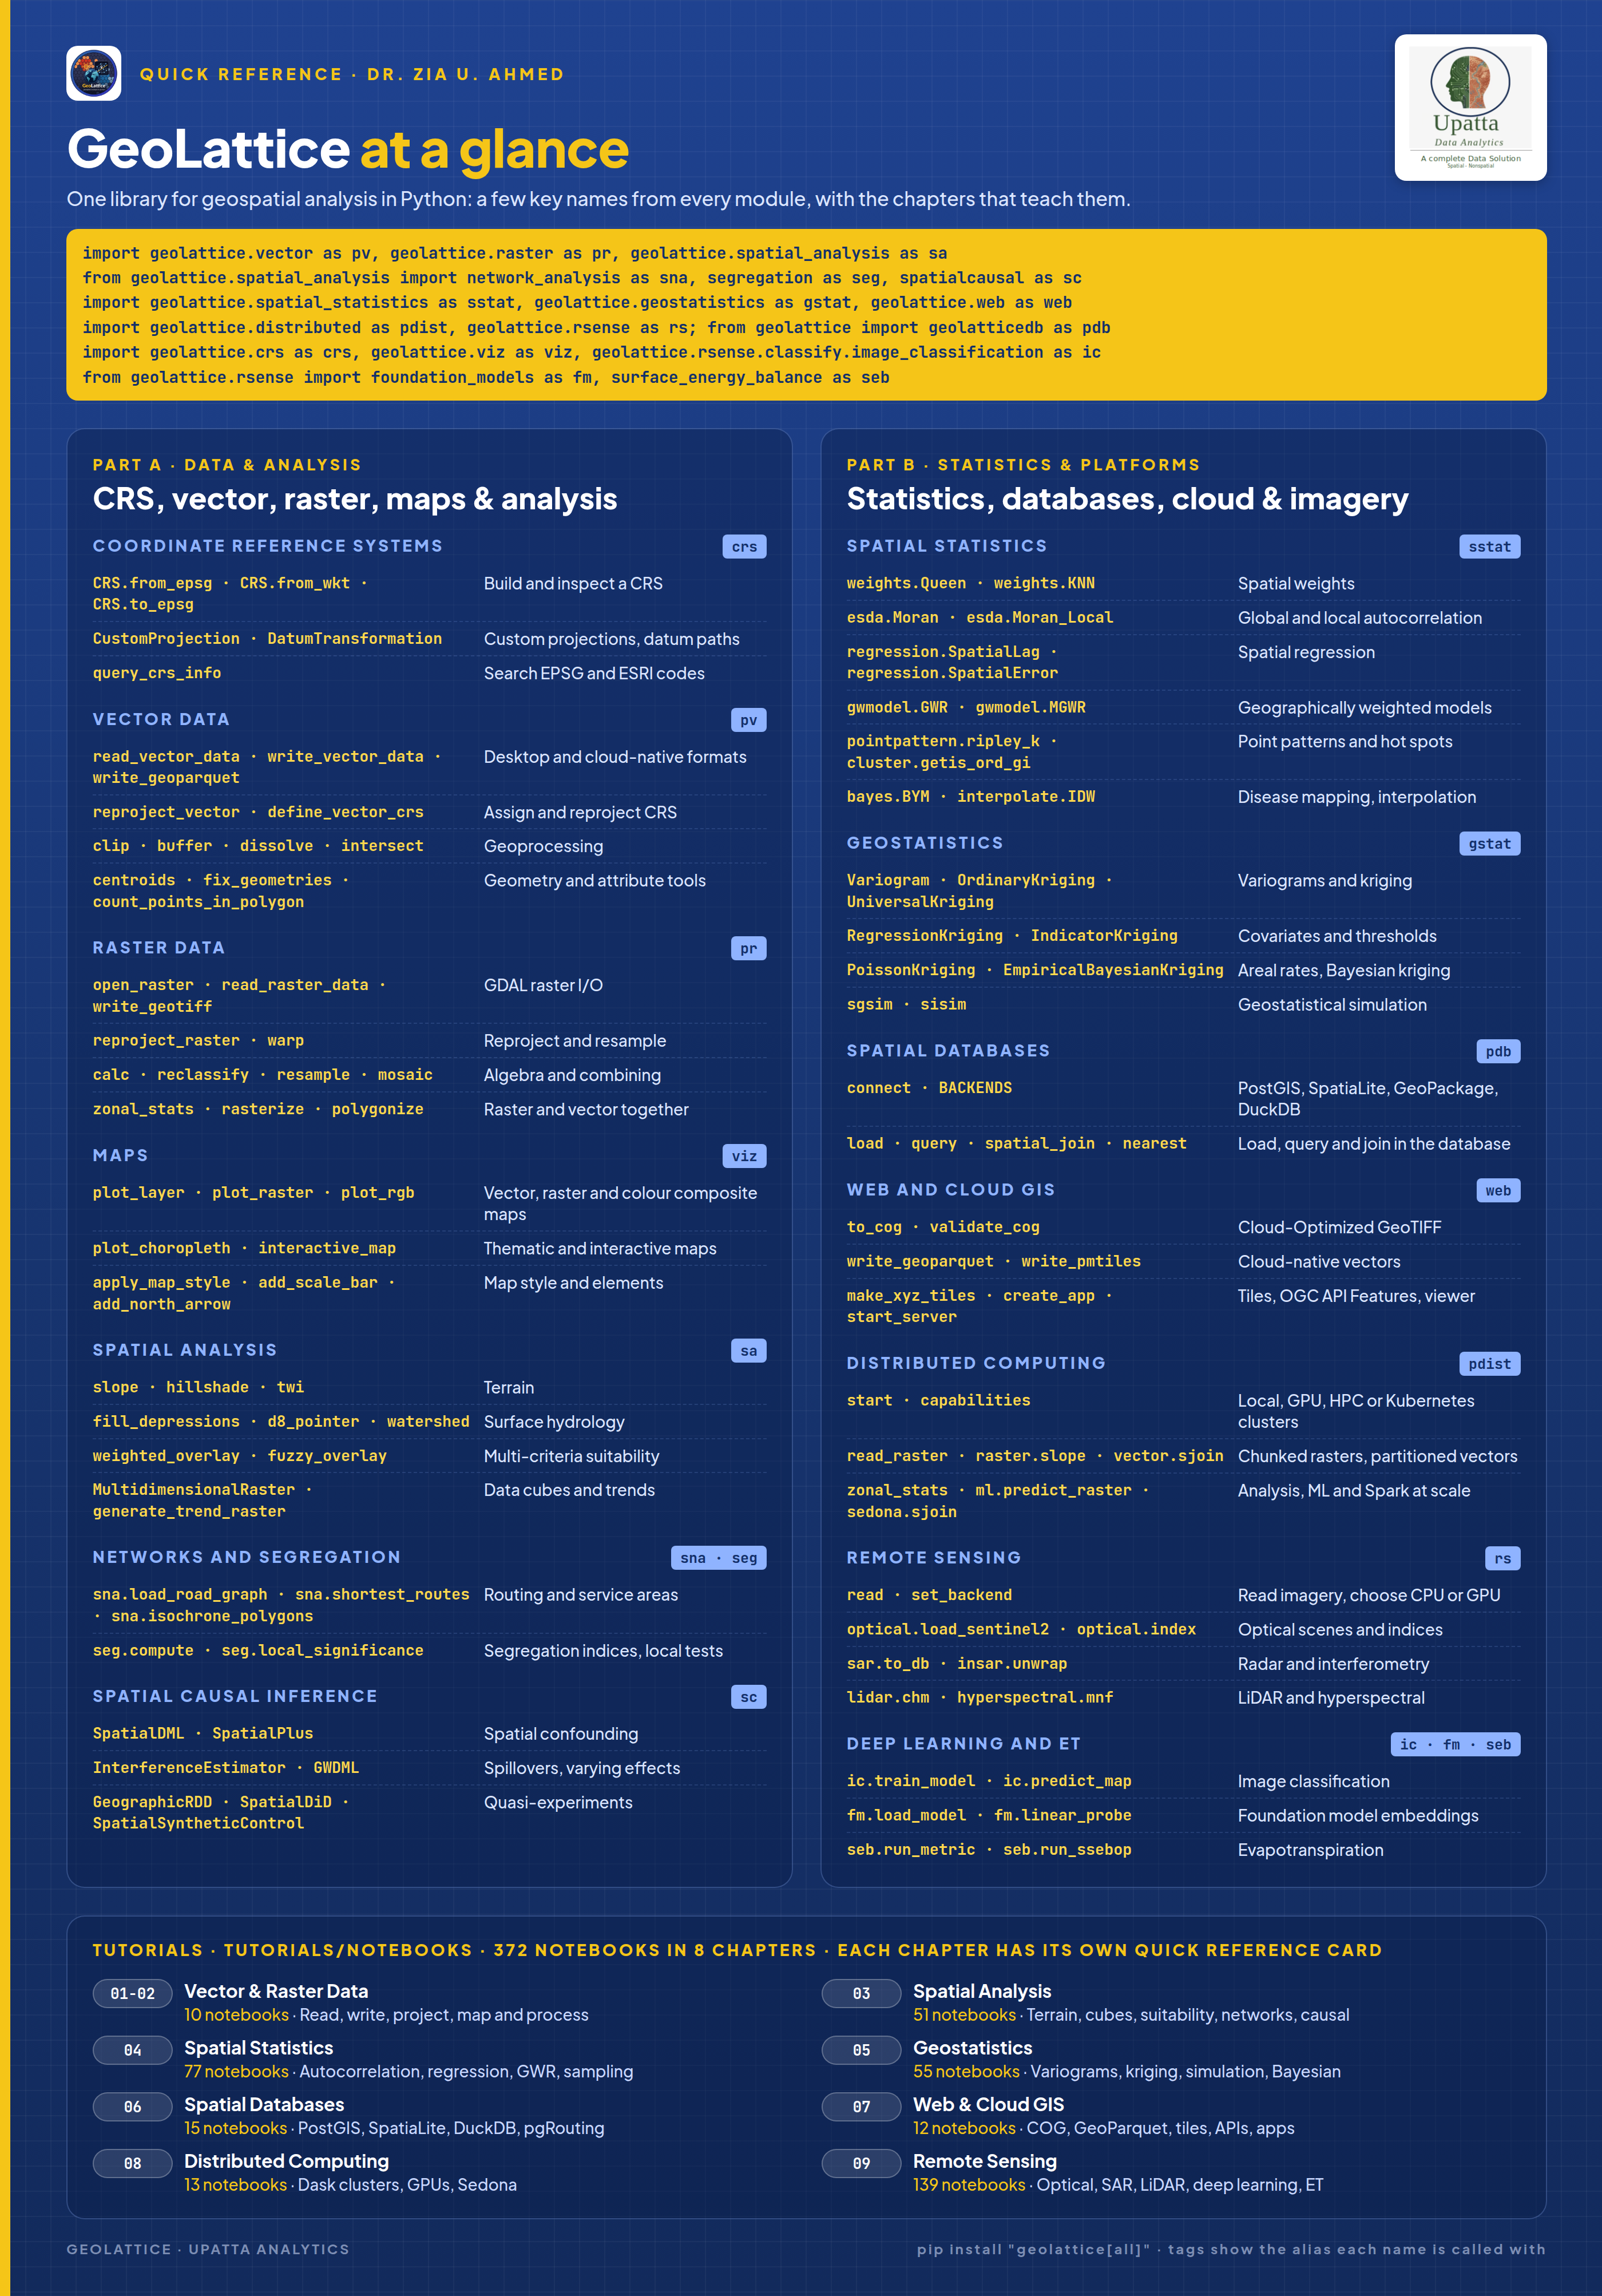 GeoLattice
QUICK REFERENCE · DR. ZIA U. AHMED
Upatta
Data Analytics
A complete Data Solution
Spatial - Nonspatial
GeoLattice at a glance
One library for geospatial analysis in Python: a few key names from every module, with the chapters that teach them.
import geolattice.vector as pv, geolattice.raster as pr, geolattice.spatial_analysis as sa
from geolattice.spatial_analysis import network_analysis as sna, segregation as seg, spatialcausal as sc
import geolattice.spatial_statistics as sstat, geolattice.geostatistics as gstat, geolattice.web as web
import geolattice.distributed as pdist, geolattice.rsense as rs; from geolattice import geolatticedb as pdb
import geolattice.crs as crs, geolattice.viz as viz, geolattice.rsense.classify.image_classification as ic
from geolattice.rsense import foundation_models as fm, surface_energy_balance as seb
PART A · DATA & ANALYSIS
CRS, vector, raster, maps & analysis
COORDINATE REFERENCE SYSTEMS crs
CRS.from_epsg · CRS.from_wkt · Build and inspect a CRS
CRS.to_epsg
CustomProjection · DatumTransformation Custom projections, datum paths
query_crs_info Search EPSG and ESRI codes
VECTOR DATA pv
read_vector_data · write_vector_data · Desktop and cloud-native formats
write_geoparquet
reproject_vector · define_vector_crs Assign and reproject CRS
clip · buffer · dissolve · intersect Geoprocessing
centroids · fix_geometries · Geometry and attribute tools
count_points_in_polygon
RASTER DATA pr
open_raster · read_raster_data · GDAL raster I/O
write_geotiff
reproject_raster · warp Reproject and resample
calc · reclassify · resample · mosaic Algebra and combining
zonal_stats · rasterize · polygonize Raster and vector together
MAPS viz
plot_layer · plot_raster · plot_rgb Vector, raster and colour composite
maps
plot_choropleth · interactive_map Thematic and interactive maps
apply_map_style · add_scale_bar · Map style and elements
add_north_arrow
SPATIAL ANALYSIS sa
slope · hillshade · twi Terrain
fill_depressions · d8_pointer · watershed Surface hydrology
weighted_overlay · fuzzy_overlay Multi-criteria suitability
MultidimensionalRaster · Data cubes and trends
generate_trend_raster
NETWORKS AND SEGREGATION sna · seg
sna.load_road_graph · sna.shortest_routes Routing and service areas
· sna.isochrone_polygons
seg.compute · seg.local_significance Segregation indices, local tests
SPATIAL CAUSAL INFERENCE sc
SpatialDML · SpatialPlus Spatial confounding
InterferenceEstimator · GWDML Spillovers, varying effects
GeographicRDD · SpatialDiD · Quasi-experiments
SpatialSyntheticControl
PART B · STATISTICS & PLATFORMS
Statistics, databases, cloud & imagery
SPATIAL STATISTICS sstat
weights.Queen · weights.KNN Spatial weights
esda.Moran · esda.Moran_Local Global and local autocorrelation
regression.SpatialLag · Spatial regression
regression.SpatialError
gwmodel.GWR · gwmodel.MGWR Geographically weighted models
pointpattern.ripley_k · Point patterns and hot spots
cluster.getis_ord_gi
bayes.BYM · interpolate.IDW Disease mapping, interpolation
GEOSTATISTICS gstat
Variogram · OrdinaryKriging · Variograms and kriging
UniversalKriging
RegressionKriging · IndicatorKriging Covariates and thresholds
PoissonKriging · EmpiricalBayesianKriging Areal rates, Bayesian kriging
sgsim · sisim Geostatistical simulation
SPATIAL DATABASES pdb
connect · BACKENDS PostGIS, SpatiaLite, GeoPackage,
DuckDB
load · query · spatial_join · nearest Load, query and join in the database
WEB AND CLOUD GIS web
to_cog · validate_cog Cloud-Optimized GeoTIFF
write_geoparquet · write_pmtiles Cloud-native vectors
make_xyz_tiles · create_app · Tiles, OGC API Features, viewer
start_server
DISTRIBUTED COMPUTING pdist
start · capabilities Local, GPU, HPC or Kubernetes
clusters
read_raster · raster.slope · vector.sjoin Chunked rasters, partitioned vectors
zonal_stats · ml.predict_raster · Analysis, ML and Spark at scale
sedona.sjoin
REMOTE SENSING rs
read · set_backend Read imagery, choose CPU or GPU
optical.load_sentinel2 · optical.index Optical scenes and indices
sar.to_db · insar.unwrap Radar and interferometry
lidar.chm · hyperspectral.mnf LiDAR and hyperspectral
DEEP LEARNING AND ET ic · fm · seb
ic.train_model · ic.predict_map Image classification
fm.load_model · fm.linear_probe Foundation model embeddings
seb.run_metric · seb.run_ssebop Evapotranspiration
TUTORIALS · TUTORIALS/NOTEBOOKS · 372 NOTEBOOKS IN 8 CHAPTERS · EACH CHAPTER HAS ITS OWN QUICK REFERENCE CARD
01-02 Vector & Raster Data
10 notebooks · Read, write, project, map and process
03 Spatial Analysis
51 notebooks · Terrain, cubes, suitability, networks, causal
04 Spatial Statistics
77 notebooks · Autocorrelation, regression, GWR, sampling
05 Geostatistics
55 notebooks · Variograms, kriging, simulation, Bayesian
06 Spatial Databases
15 notebooks · PostGIS, SpatiaLite, DuckDB, pgRouting
07 Web & Cloud GIS
12 notebooks · COG, GeoParquet, tiles, APIs, apps
08 Distributed Computing
13 notebooks · Dask clusters, GPUs, Sedona
09 Remote Sensing
139 notebooks · Optical, SAR, LiDAR, deep learning, ET
GEOLATTICE · UPATTA ANALYTICS
pip install "geolattice[all]" · tags show the alias each name is called with